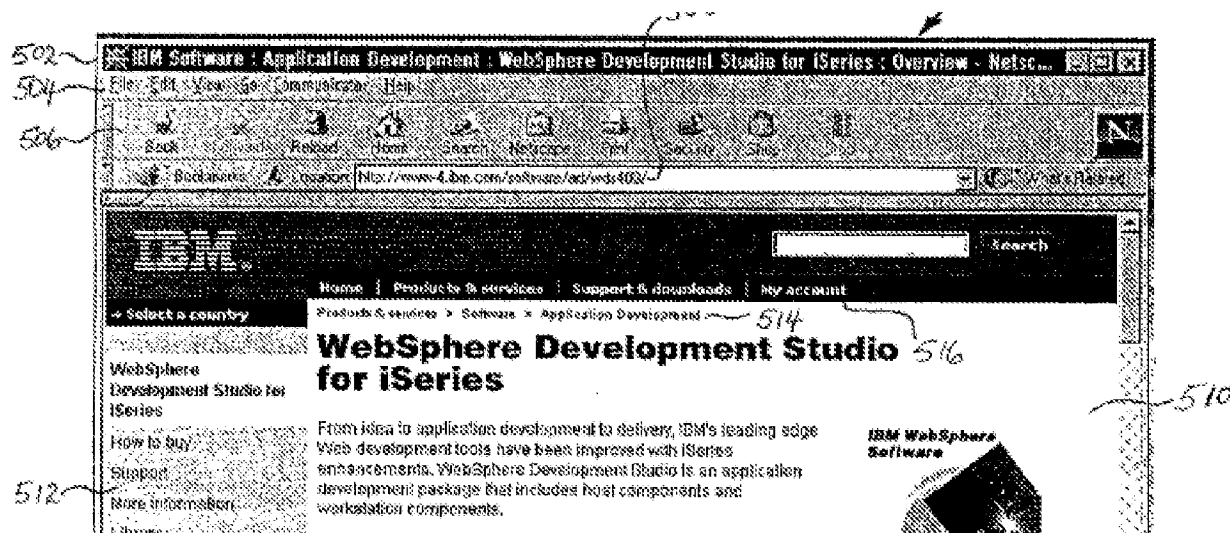 502
IBM Software : Application Development : WebSphere Development Studio for iSeries : Overview - Netsc...
504
File Edit View Go Communicator Help
506
Back Reload Home Search Netscape Print Security Shop
Bookmarks Location: http://www-4.ibm.com/software/ad/wds400/ What's Related
IBM
Search
Home | Products & services | Support & downloads | My account
Select a country
Products & services > Software > Application Development
514
516
WebSphere Development Studio for iSeries
WebSphere Development Studio
for iSeries
510
How to buy
Support
512
More information
Library
From idea to application development to delivery, IBM's leading edge
Web development tools have been improved with iSeries
enhancements. WebSphere Development Studio is an application
development package that includes host components and
workstation components.
IBM WebSphere
Software